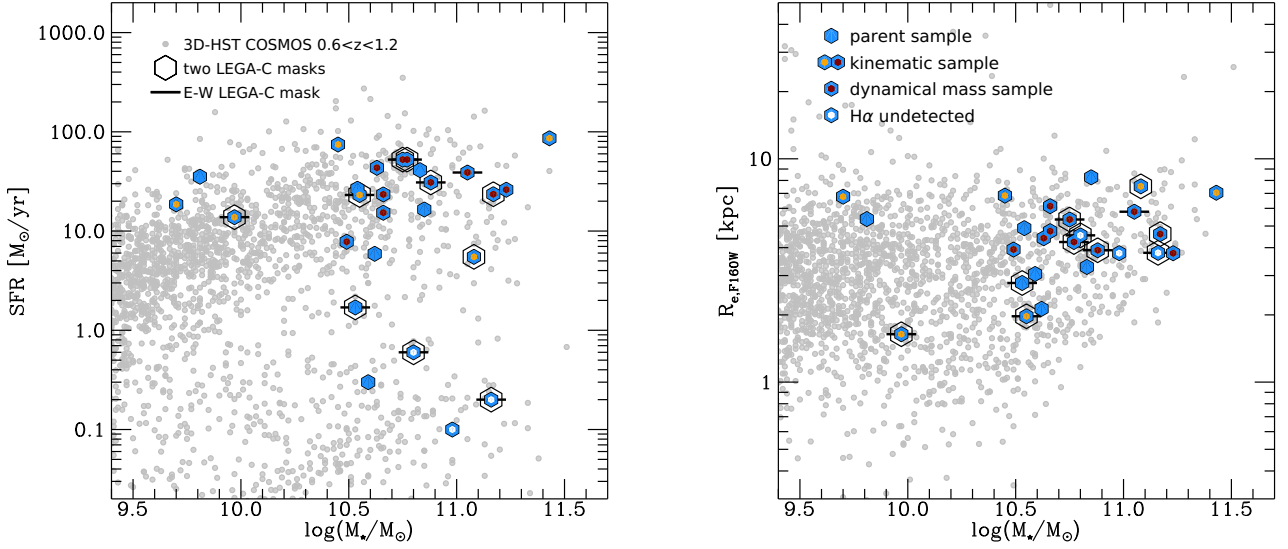 1000.0
100.0
10.0
1.0
0.1
SFR [M☉/yr]
3D-HST COSMOS 0.6<z<1.2
two LEGA-C masks
E-W LEGA-C mask
9.5 10.0 10.5 11.0 11.5
log(M⋆/M☉)
10
1
Re,F160W [kpc]
parent sample
kinematic sample
dynamical mass sample
Hα undetected
9.5 10.0 10.5 11.0 11.5
log(M⋆/M☉)